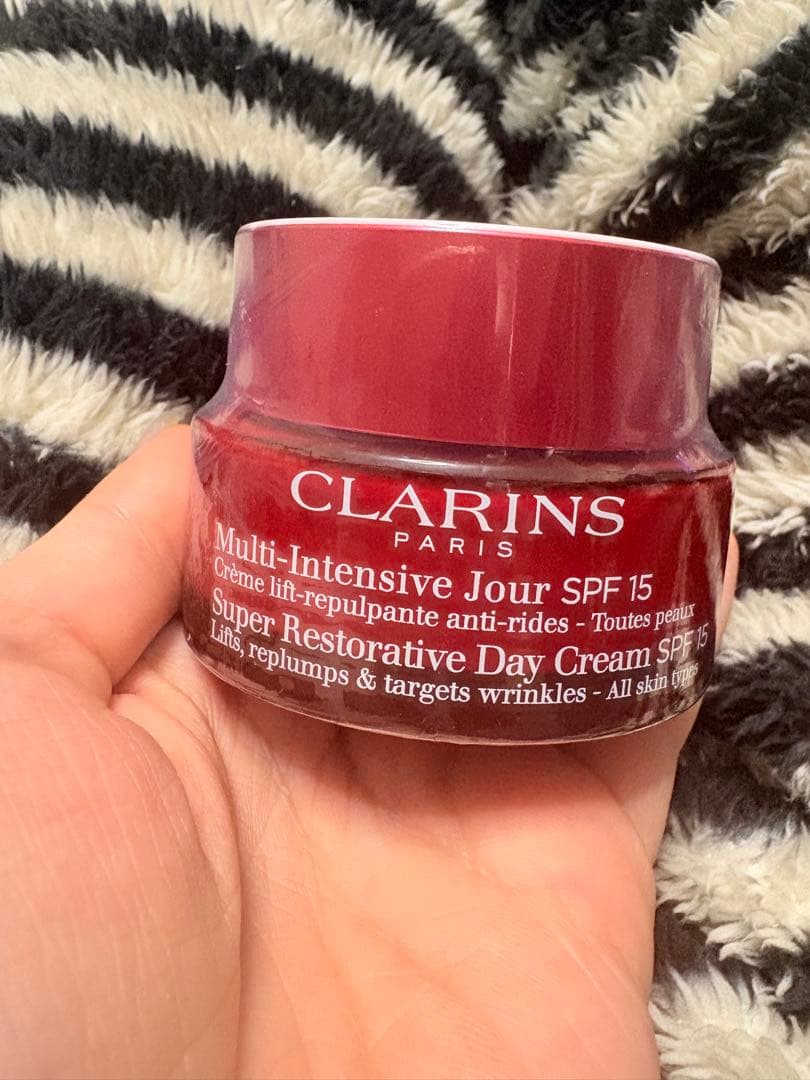 CLARINS
PARIS
Multi-Intensive Jour SPF 15
Crème lift-repulpante anti-rides - Toutes peaux
Super Restorative Day Cream SPF 15
Lifts, replumps & targets wrinkles - All skin types